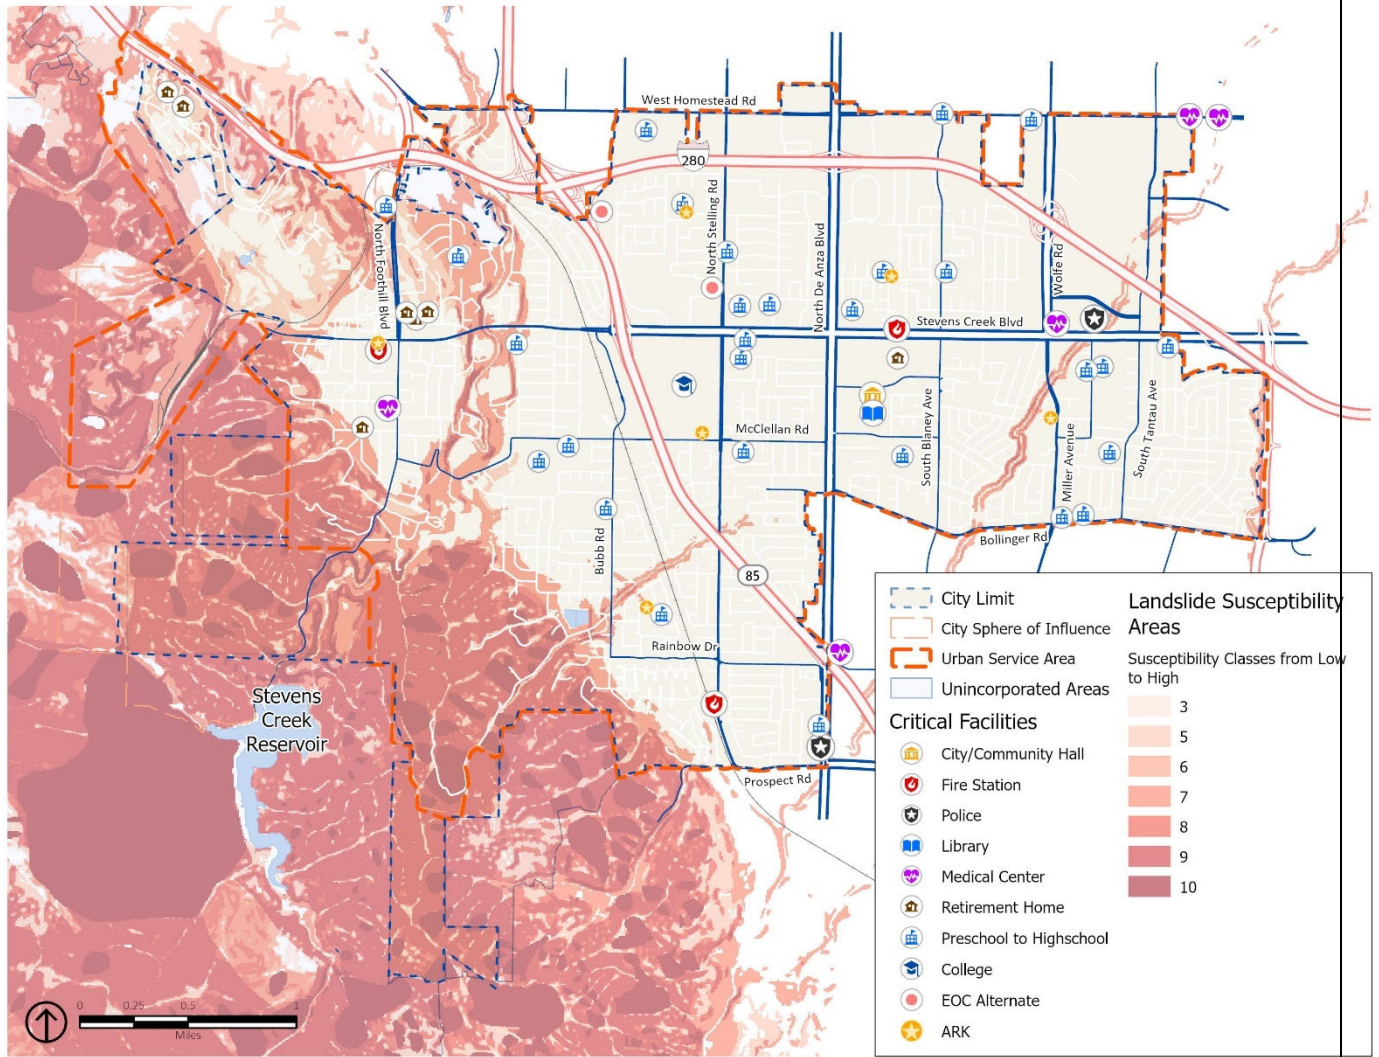 West Homestead Rd
280
North Foothill Blvd
North Stelling Rd
North De Anza Blvd
Wolfe Rd
Stevens Creek Blvd
McClellan Rd
South Blaney Ave
Miller Avenue
South Tantau Ave
Bubb Rd
Bollinger Rd
85
Rainbow Dr
Stevens
Creek
Reservoir
Prospect Rd
0 0.25 0.5 1
Miles
City Limit
City Sphere of Influence
Urban Service Area
Unincorporated Areas
Critical Facilities
City/Community Hall
Fire Station
Police
Library
Medical Center
Retirement Home
Preschool to Highschool
College
EOC Alternate
ARK
Landslide Susceptibility
Areas
Susceptibility Classes from Low
to High
3
5
6
7
8
9
10